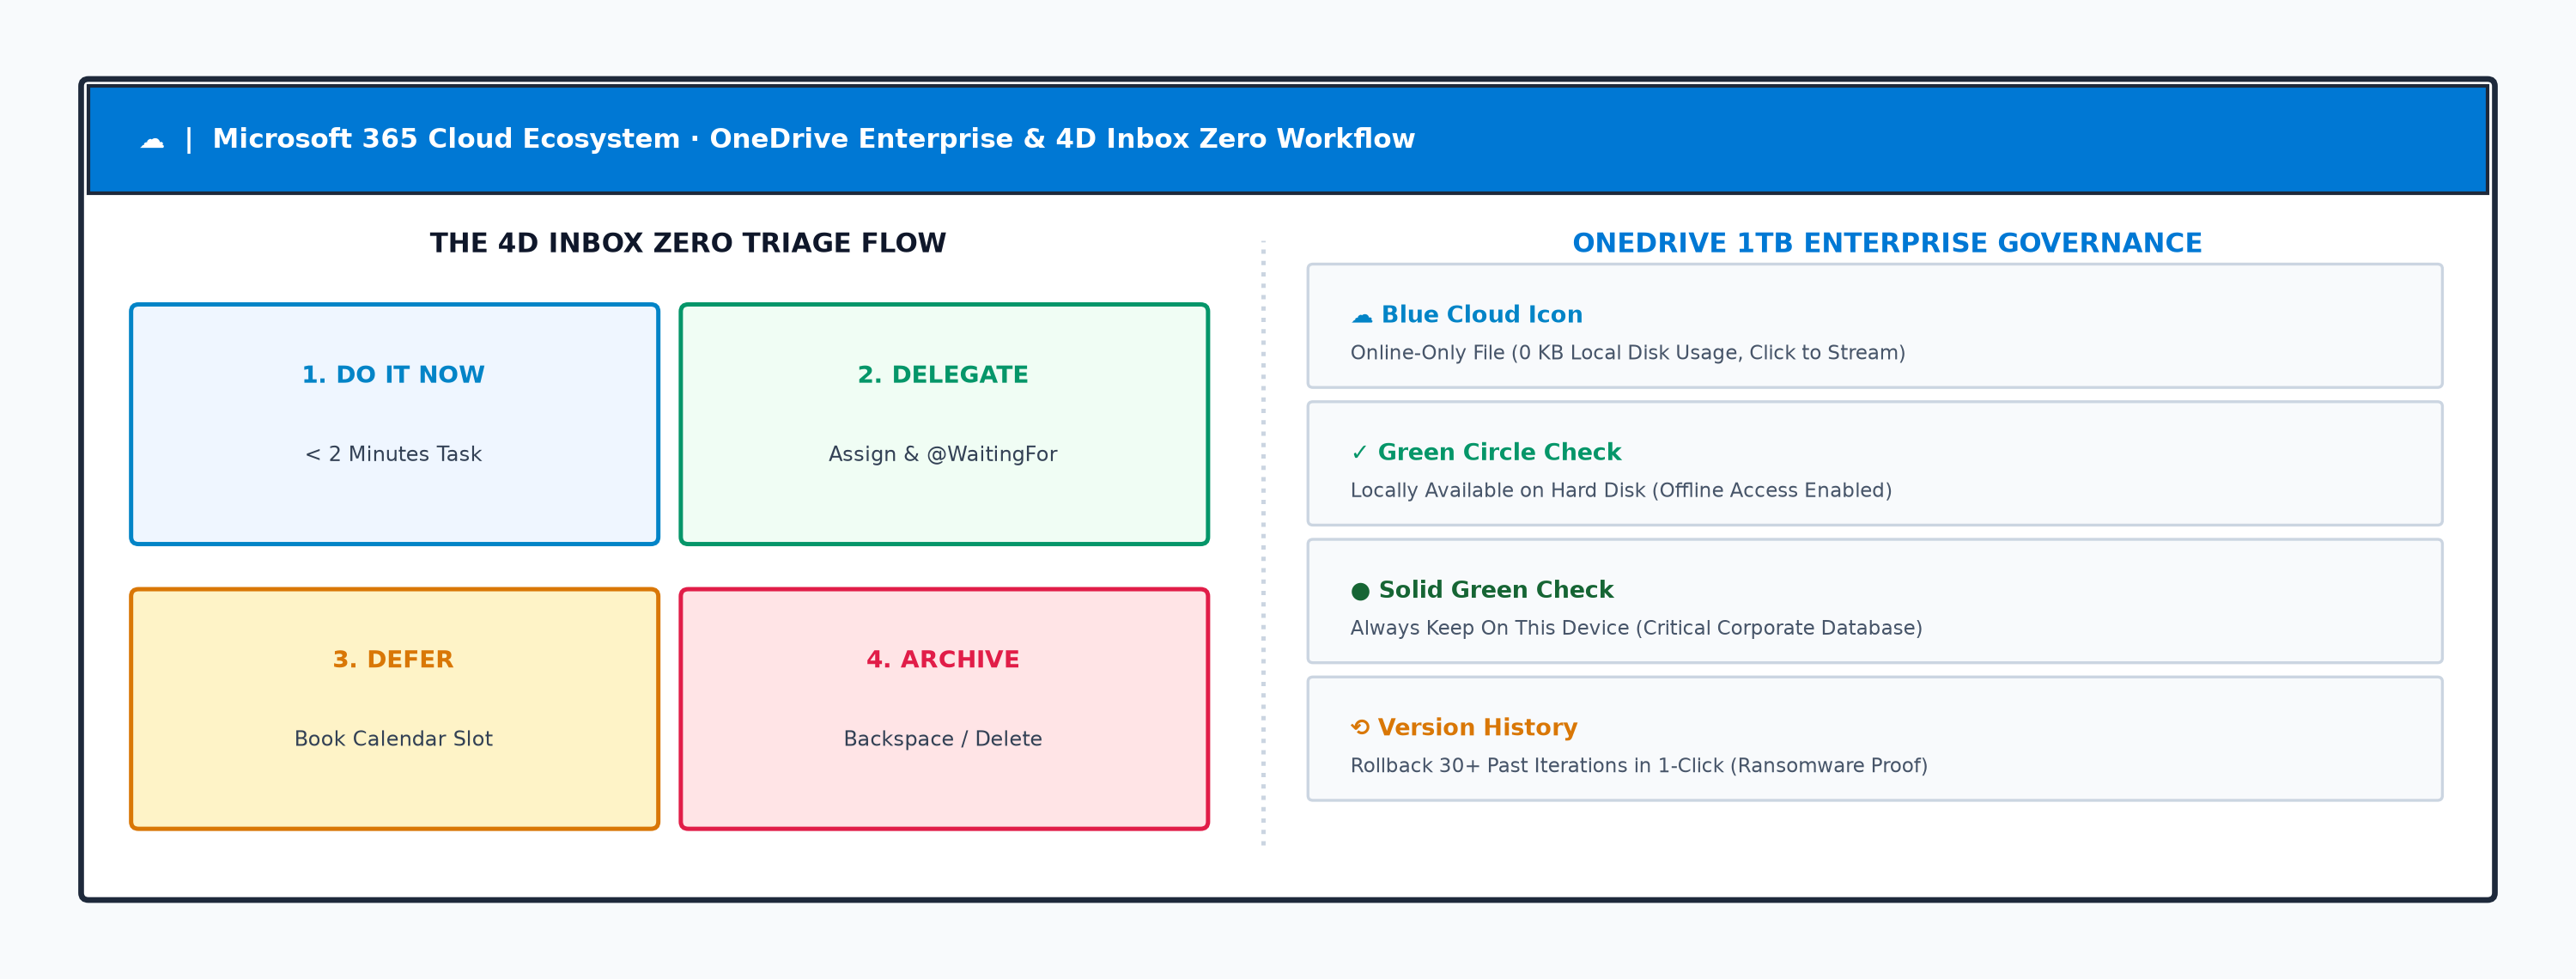 ☁ | Microsoft 365 Cloud Ecosystem · OneDrive Enterprise & 4D Inbox Zero Workflow
THE 4D INBOX ZERO TRIAGE FLOW
1. DO IT NOW
< 2 Minutes Task
2. DELEGATE
Assign & @WaitingFor
3. DEFER
Book Calendar Slot
4. ARCHIVE
Backspace / Delete
ONEDRIVE 1TB ENTERPRISE GOVERNANCE
☁ Blue Cloud Icon
Online-Only File (0 KB Local Disk Usage, Click to Stream)
✓ Green Circle Check
Locally Available on Hard Disk (Offline Access Enabled)
● Solid Green Check
Always Keep On This Device (Critical Corporate Database)
⟲ Version History
Rollback 30+ Past Iterations in 1-Click (Ransomware Proof)